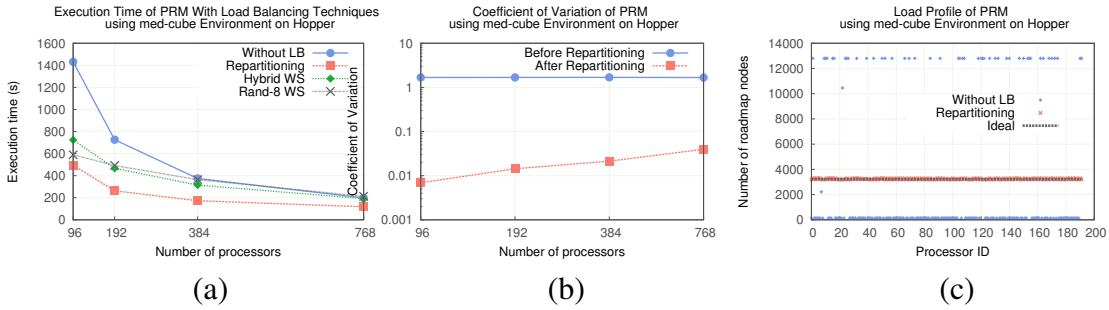 Execution Time of PRM With Load Balancing Techniques
using med-cube Environment on Hopper
Execution time (s)
1600
1400
1200
1000
800
600
400
200
0
96
192
384
768
Number of processors
Without LB
Repartitioning
Hybrid WS
Rand-8 WS
(a)
Coefficient of Variation of PRM
using med-cube Environment on Hopper
Coefficient of Variation
10
1
0.1
0.01
0.001
96
192
384
768
Number of processors
Before Repartitioning
After Repartitioning
(b)
Load Profile of PRM
using med-cube Environment on Hopper
Number of roadmap nodes
14000
12000
10000
8000
6000
4000
2000
0
0
20
40
60
80
100
120
140
160
180
200
Processor ID
Without LB
Repartitioning
Ideal
(c)